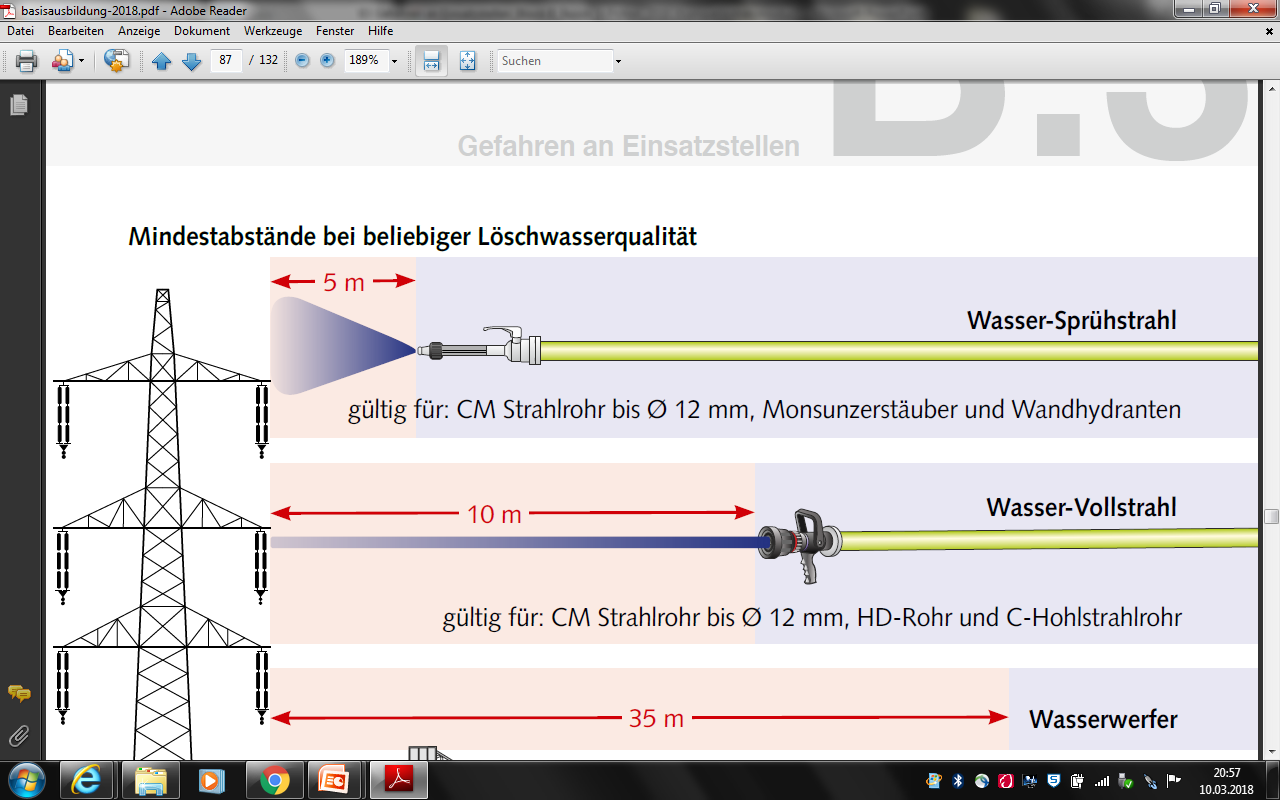 basisausbildung-2018.pdf - Adobe Reader
Datei Bearbeiten Anzeige Dokument Werkzeuge Fenster Hilfe
87 / 132 189% Suchen
B.3
Gefahren an Einsatzstellen
Mindestabstände bei beliebiger Löschwasserqualität
5 m
Wasser-Sprühstrahl
gültig für: CM Strahlrohr bis Ø 12 mm, Monsunzerstäuber und Wandhydranten
10 m
Wasser-Vollstrahl
gültig für: CM Strahlrohr bis Ø 12 mm, HD-Rohr und C-Hohlstrahlrohr
35 m
Wasserwerfer
20:57
10.03.2018